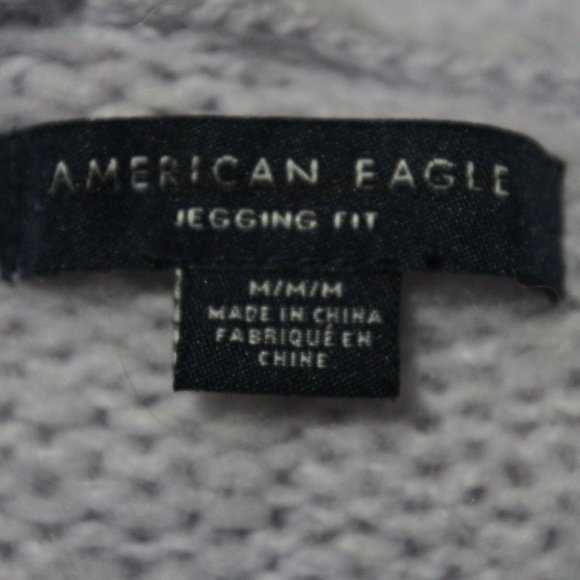 AMERICAN EAGLE
JEGGING FIT
M/M/M
MADE IN CHINA
FABRIQUÉ EN
CHINE